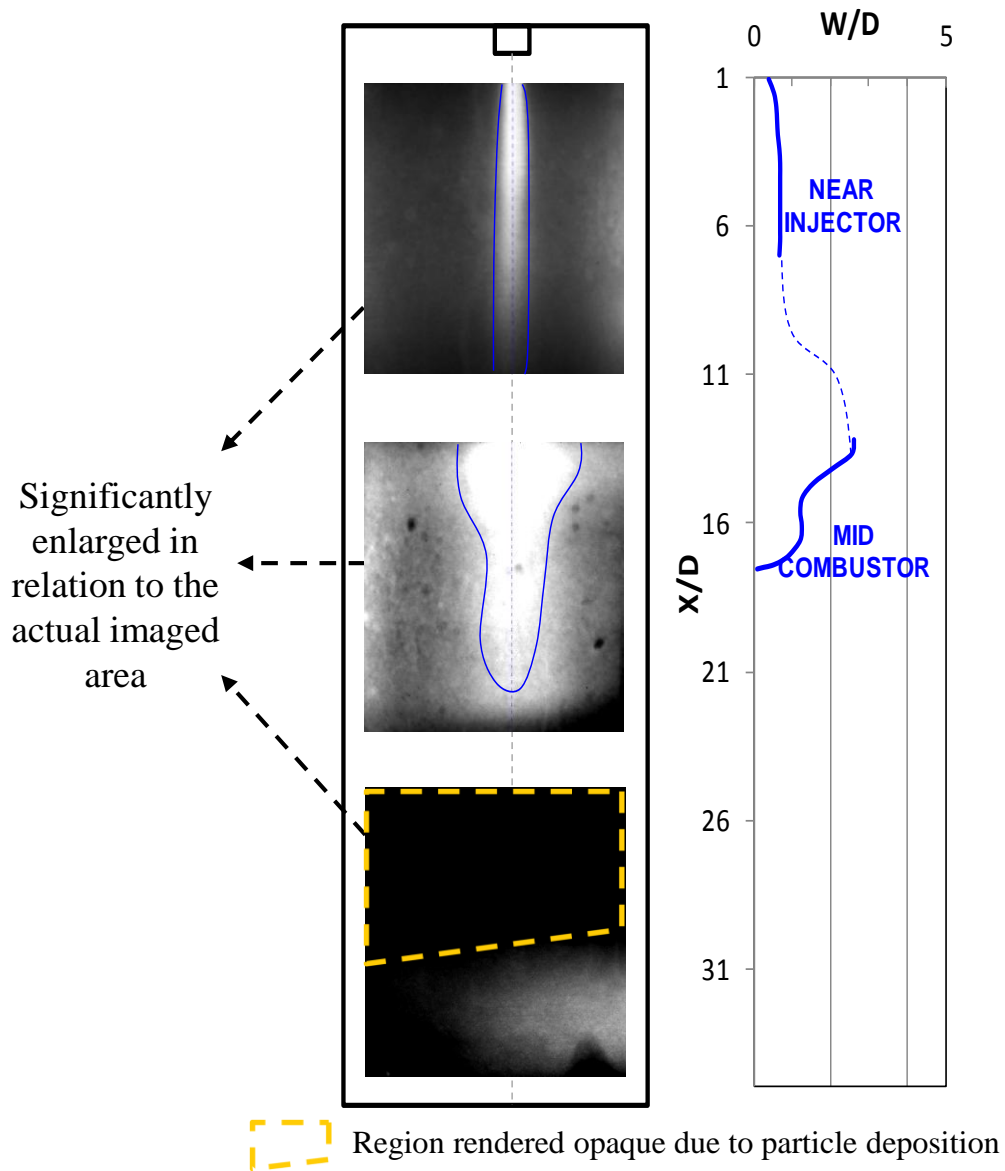 W/D
0
5
1
6
11
16
21
26
31
X/D
NEAR
INJECTOR
MID
COMBUSTOR
Significantly
enlarged in
relation to the
actual imaged
area
Region rendered opaque due to particle deposition